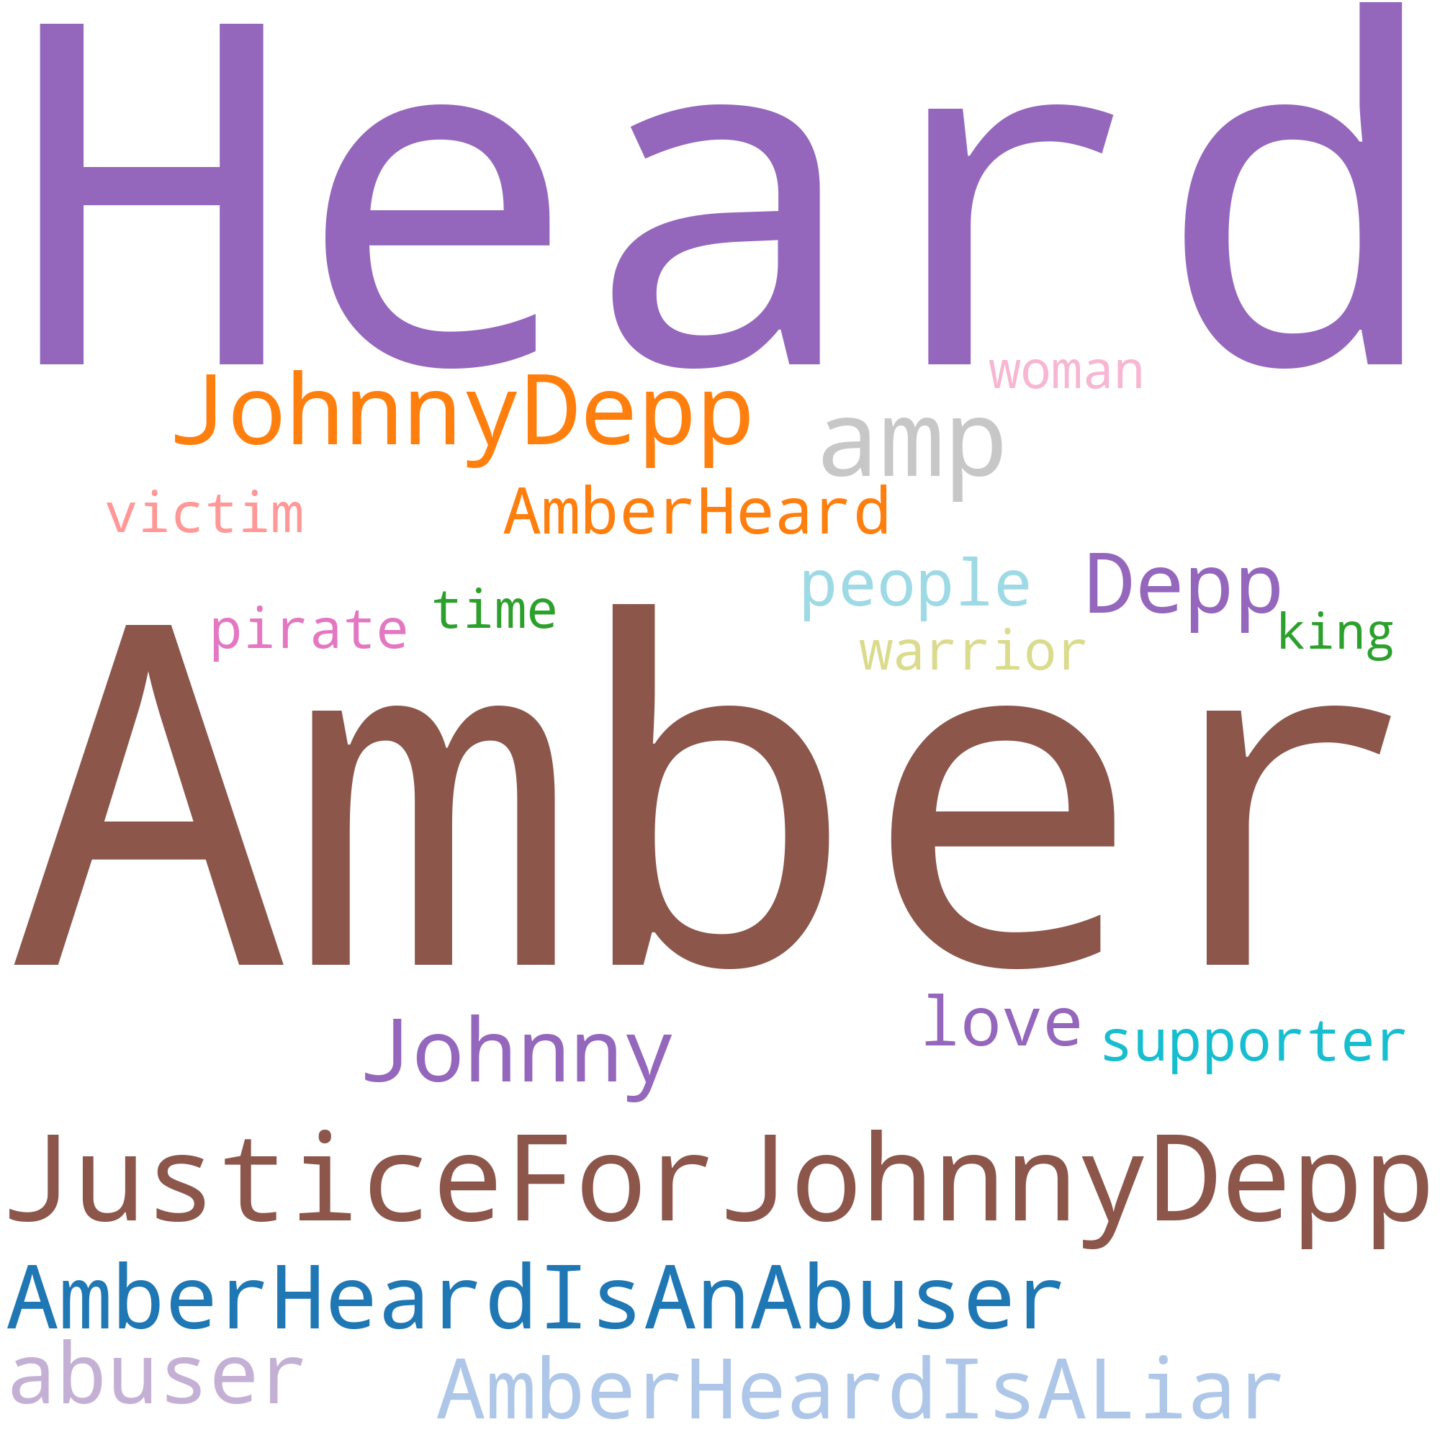 Heard
woman
JohnnyDepp amp
victim AmberHeard
people Depp
pirate time warrior king
Amber
Johnny love supporter
JusticeForJohnnyDepp
AmberHeardIsAnAbuser
abuser AmberHeardIsALiar